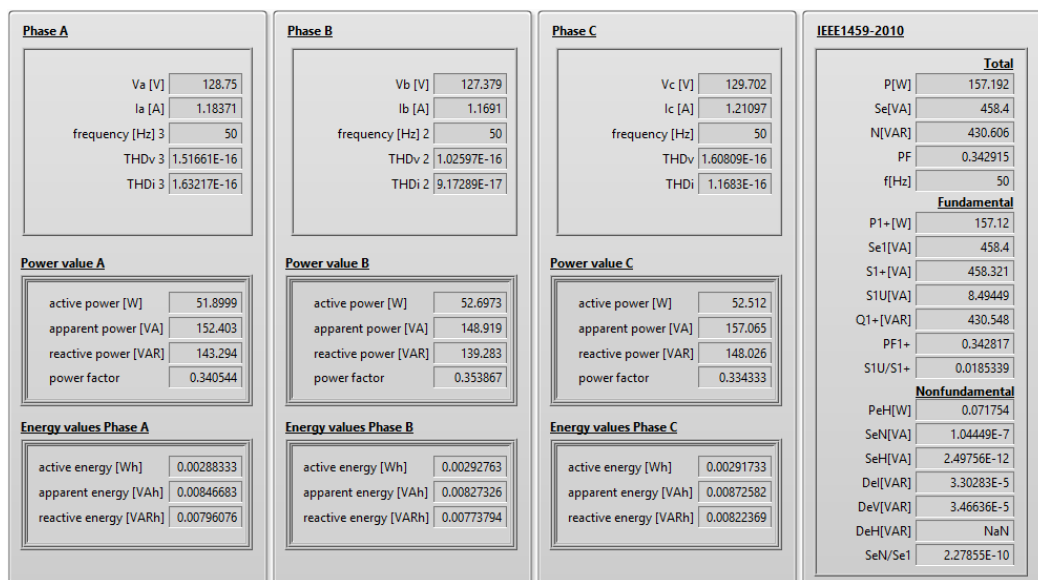 Phase A
Va [V] 128.75
Ia [A] 1.18371
frequency [Hz] 3 50
THDv 3 1.51661E-16
THDi 3 1.63217E-16
Power value A
active power [W] 51.8999
apparent power [VA] 152.403
reactive power [VAR] 143.294
power factor 0.340544
Energy values Phase A
active energy [Wh] 0.00288333
apparent energy [VAh] 0.00846683
reactive energy [VARh] 0.00796076
Phase B
Vb [V] 127.379
Ib [A] 1.1691
frequency [Hz] 2 50
THDv 2 1.02597E-16
THDi 2 9.17289E-17
Power value B
active power [W] 52.6973
apparent power [VA] 148.919
reactive power [VAR] 139.283
power factor 0.353867
Energy values Phase B
active energy [Wh] 0.00292763
apparent energy [VAh] 0.00827326
reactive energy [VARh] 0.00773794
Phase C
Vc [V] 129.702
Ic [A] 1.21097
frequency [Hz] 50
THDv 1.60809E-16
THDi 1.1683E-16
Power value C
active power [W] 52.512
apparent power [VA] 157.065
reactive power [VAR] 148.026
power factor 0.334333
Energy values Phase C
active energy [Wh] 0.00291733
apparent energy [VAh] 0.00872582
reactive energy [VARh] 0.00822369
IEEE1459-2010
Total
P[W] 157.192
Se[VA] 458.4
N[VAR] 430.606
PF 0.342915
f[Hz] 50
Fundamental
P1+[W] 157.12
Se1[VA] 458.4
S1+[VA] 458.321
S1U[VA] 8.49449
Q1+[VAR] 430.548
PF1+ 0.342817
S1U/S1+ 0.0185339
Nonfundamental
PeH[W] 0.071754
SeN[VA] 1.04449E-7
SeH[VA] 2.49756E-12
DeI[VAR] 3.30283E-5
DeV[VAR] 3.46636E-5
DeH[VAR] NaN
SeN/Se1 2.27855E-10